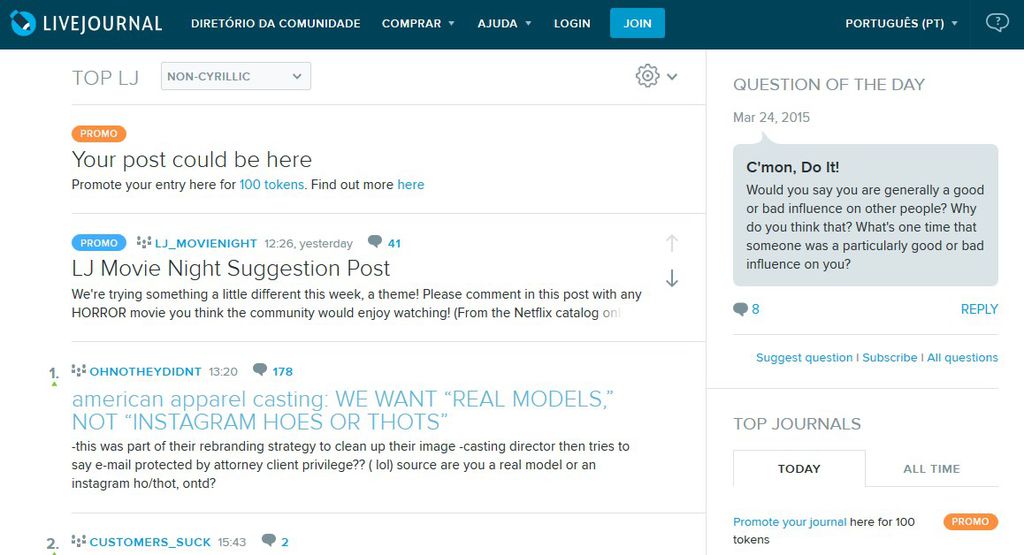 LIVEJOURNAL DIRETÓRIO DA COMUNIDADE COMPRAR AJUDA LOGIN JOIN PORTUGUÊS (PT) ?
TOP LJ NON-CYRILLIC
PROMO
Your post could be here
Promote your entry here for 100 tokens. Find out more here
PROMO LJ_MOVIENIGHT 12:26, yesterday 41
LJ Movie Night Suggestion Post
We're trying something a little different this week, a theme! Please comment in this post with any
HORROR movie you think the community would enjoy watching! (From the Netflix catalog
1. OHNOTHEYDIDNT 13:20 178
american apparel casting: WE WANT “REAL MODELS,”
NOT “INSTAGRAM HOES OR THOTS”
-this was part of their rebranding strategy to clean up their image -casting director then tries to
say e-mail protected by attorney client privilege?? ( lol) source are you a real model or an
instagram ho/thot, ontd?
2. CUSTOMERS_SUCK 15:43 2
QUESTION OF THE DAY
Mar 24, 2015
C'mon, Do It!
Would you say you are generally a good
or bad influence on other people? Why
do you think that? What's one time that
someone was a particularly good or bad
influence on you?
8 REPLY
Suggest question | Subscribe | All questions
TOP JOURNALS
TODAY ALL TIME
Promote your journal here for 100 PROMO
tokens